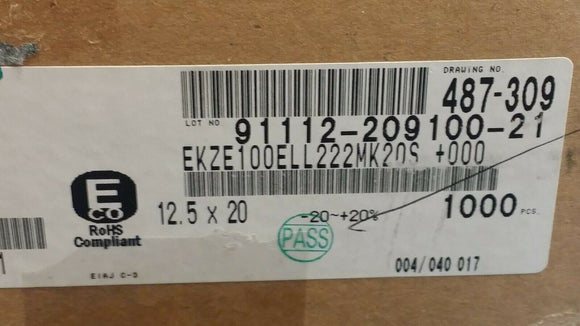 DRAWING NO.
487-309
LOT NO
91112-209100-21
EKZE100ELL222MK20S +000
E
CO
RoHS
Compliant
12.5 x 20
-20~+20%
1000 PCS.
PASS
EIAJ C-3
004/040 017